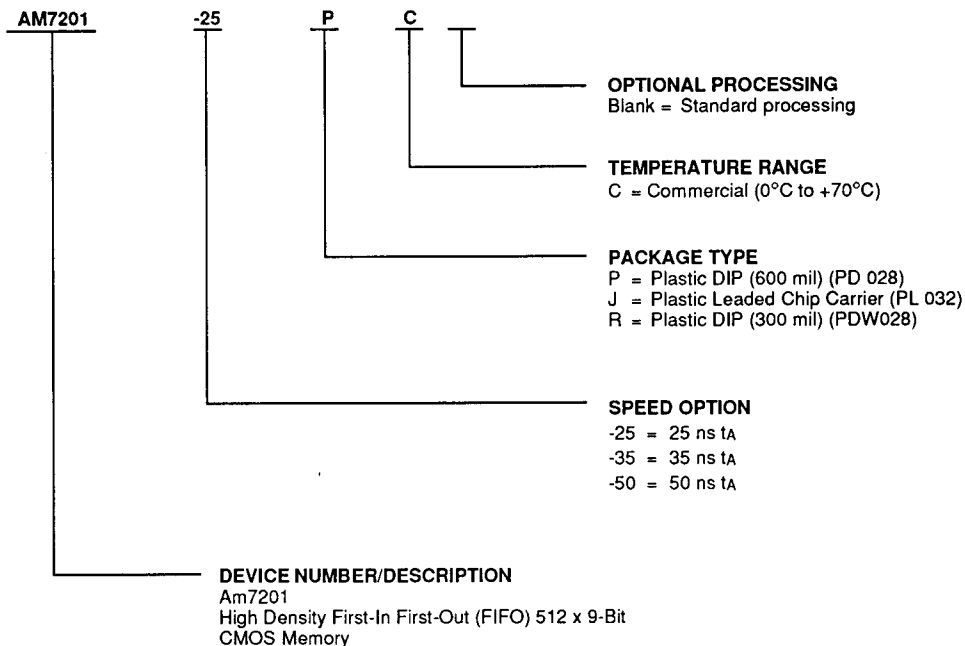 AM7201 -25 P C
OPTIONAL PROCESSING
Blank = Standard processing
TEMPERATURE RANGE
C = Commercial (0°C to +70°C)
PACKAGE TYPE
P = Plastic DIP (600 mil) (PD 028)
J = Plastic Leaded Chip Carrier (PL 032)
R = Plastic DIP (300 mil) (PDW028)
SPEED OPTION
-25 = 25 ns tA
-35 = 35 ns tA
-50 = 50 ns tA
DEVICE NUMBER/DESCRIPTION
Am7201
High Density First-In First-Out (FIFO) 512 x 9-Bit
CMOS Memory